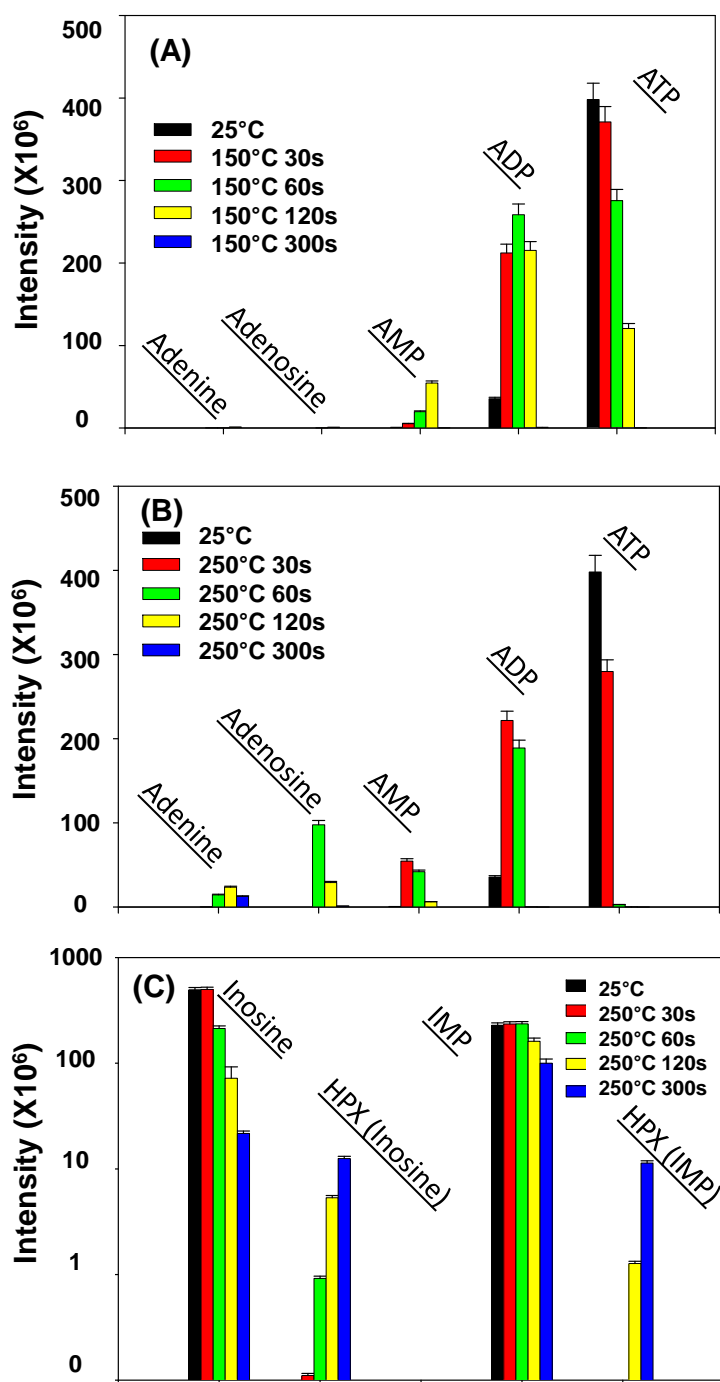 (A)
Intensity (X10⁶)
500
400
300
200
100
0
25°C
150°C 30s
150°C 60s
150°C 120s
150°C 300s
Adenine
Adenosine
AMP
ADP
ATP
(B)
Intensity (X10⁶)
500
400
300
200
100
0
25°C
250°C 30s
250°C 60s
250°C 120s
250°C 300s
Adenine
Adenosine
AMP
ADP
ATP
(C)
Intensity (X10⁶)
1000
100
10
1
0
Inosine
HPX (Inosine)
IMP
HPX (IMP)
25°C
250°C 30s
250°C 60s
250°C 120s
250°C 300s